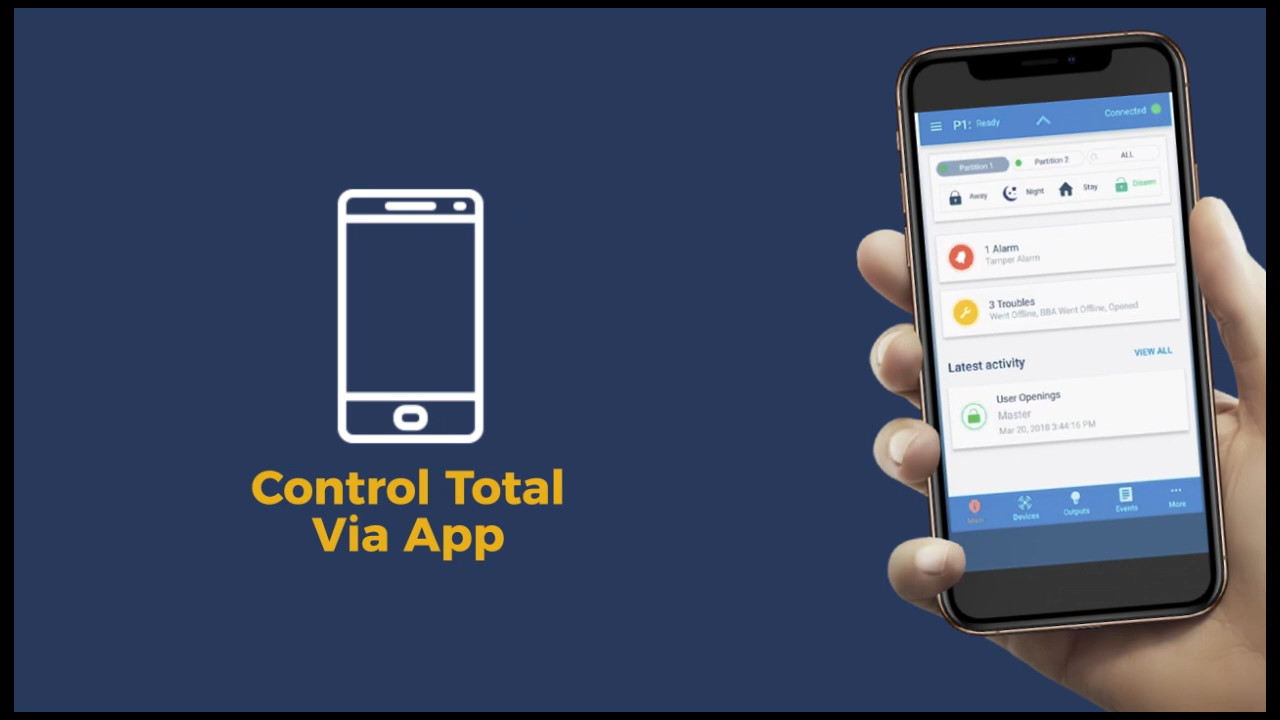 Control Total
Via App
P1: Ready
Connected
Partition 1
Partition 2
ALL
Away
Night
Stay
Disarm
1 Alarm
Tamper Alarm
3 Troubles
Went Offline, BBA Went Offline, Opened
Latest activity
VIEW ALL
User Openings
Master
Mar 20, 2018 3:44:16 PM
Main
Devices
Outputs
Events
More